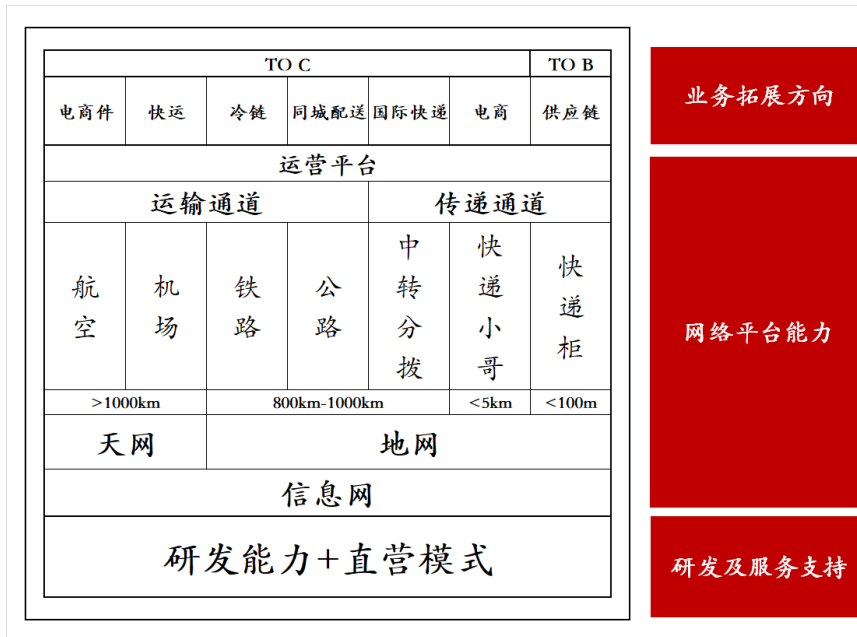 TO C TO B
电商件 快运 冷链 同城配送 国际快递 电商 供应链
运营平台
运输通道 传递通道
航空 机场 铁路 公路 中转分拨 快递小哥 快递柜
>1000km 800km-1000km <5km <100m
天网 地网
信息网
研发能力+直营模式
业务拓展方向
网络平台能力
研发及服务支持